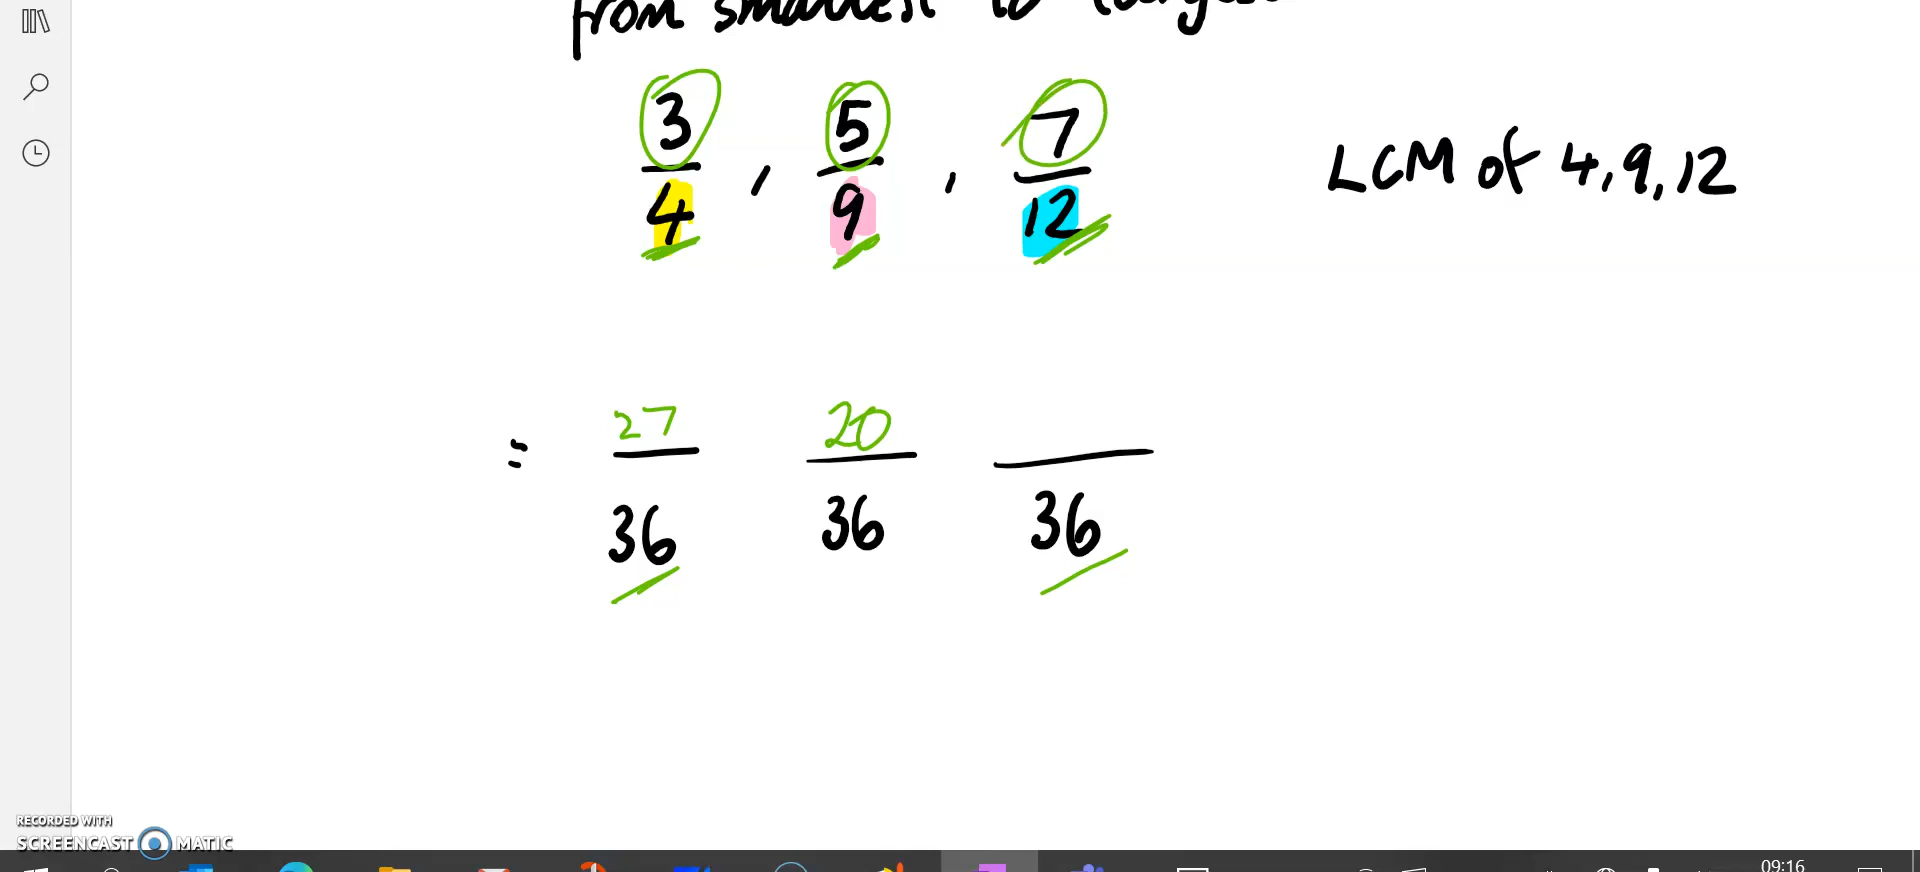 from smallest to largest
3/4 , 5/9 , 7/12
LCM of 4, 9, 12
= 27/36 20/36 /36
RECORDED WITH
SCREENCAST MATIC
09:16